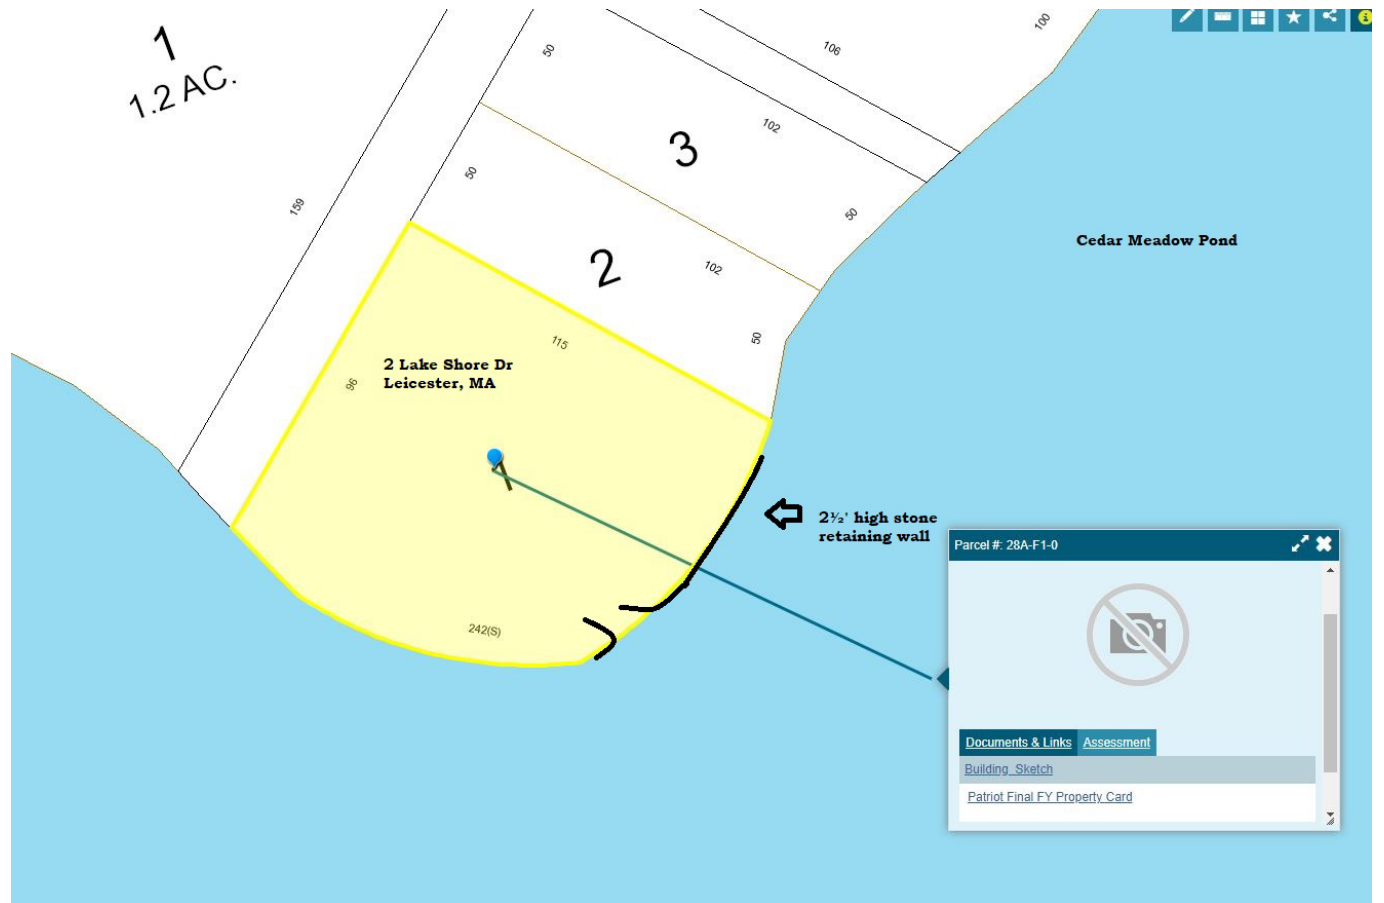 1
1.2 AC.
50
106
100
3
102
50
159
50
2
102
50
Cedar Meadow Pond
115
50
2 Lake Shore Dr
Leicester, MA
96
2½' high stone
retaining wall
242(S)
Parcel #: 28A-F1-0
Documents & Links Assessment
Building_Sketch
Patriot Final FY Property Card